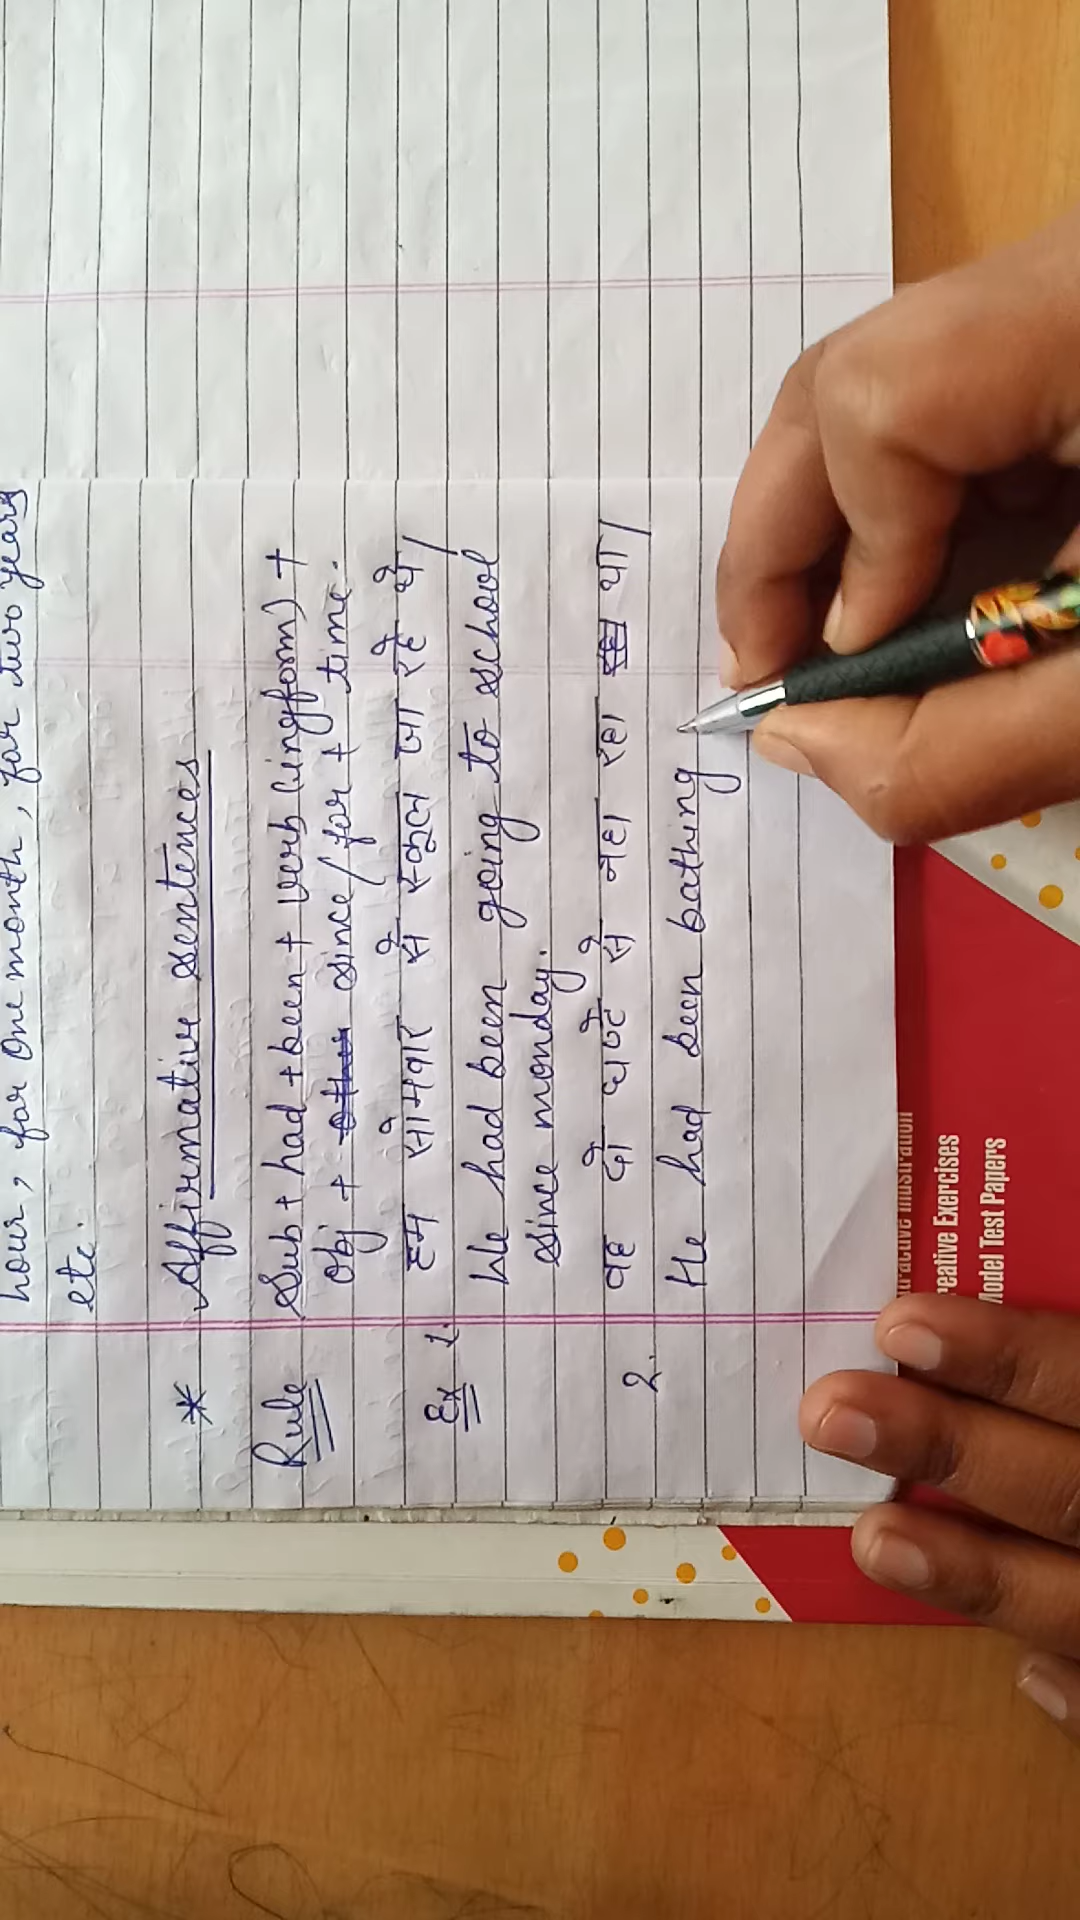 hour, for one month, for two years
etc.
* Affirmative sentences
Rule Sub + had + been + verb (ingform) +
Obj + since/for + time.
Ex 1. हम सोमवार से स्कूल जा रहे थे।
We had been going to school
since monday.
2. वह दो घण्टे से नहा रहा था।
He had been bathing
reative Exercises
Model Test Papers